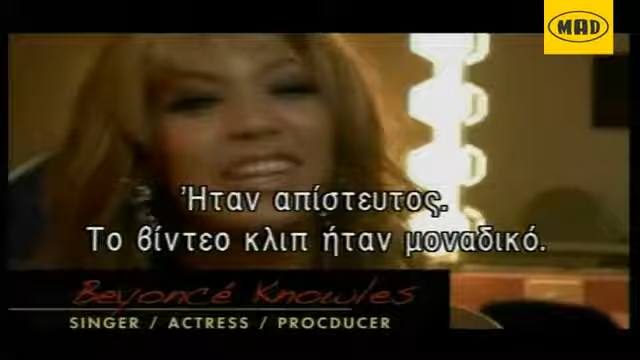 MAD
Ήταν απίστευτος.
Το βίντεο κλιπ ήταν μοναδικό.
Beyoncé Knowles
SINGER / ACTRESS / PROCDUCER